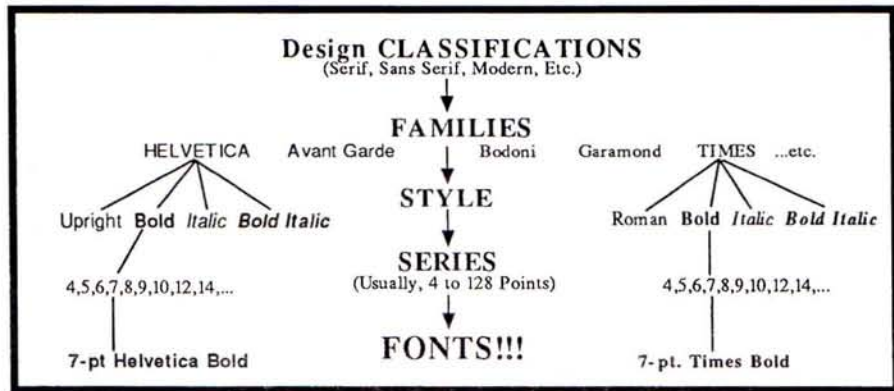 Design CLASSIFICATIONS
(Serif, Sans Serif, Modern, Etc.)
FAMILIES
HELVETICA Avant Garde Bodoni Garamond TIMES ...etc.
STYLE
Upright Bold Italic Bold Italic
Roman Bold Italic Bold Italic
SERIES
(Usually, 4 to 128 Points)
4,5,6,7,8,9,10,12,14,...
4,5,6,7,8,9,10,12,14,...
FONTS!!!
7-pt Helvetica Bold
7-pt. Times Bold